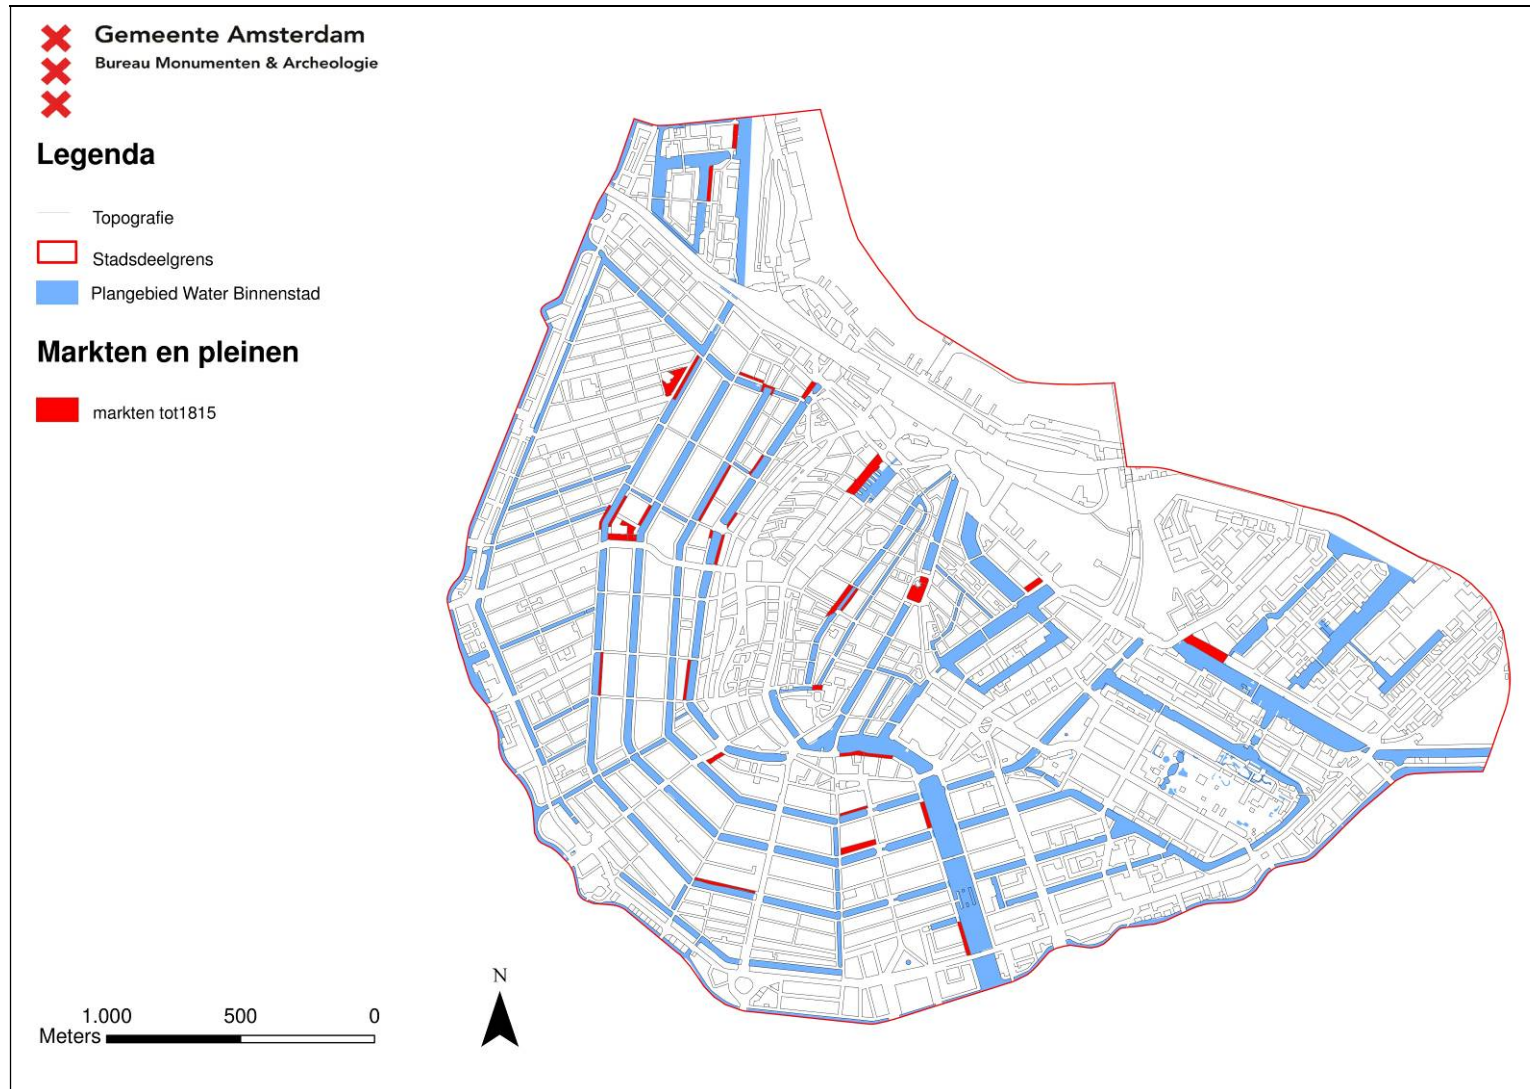 Gemeente Amsterdam
Bureau Monumenten & Archeologie
Legenda
Topografie
Stadsdeelgrens
Plangebied Water Binnenstad
Markten en pleinen
markten tot1815
N
1.000 500 0
Meters